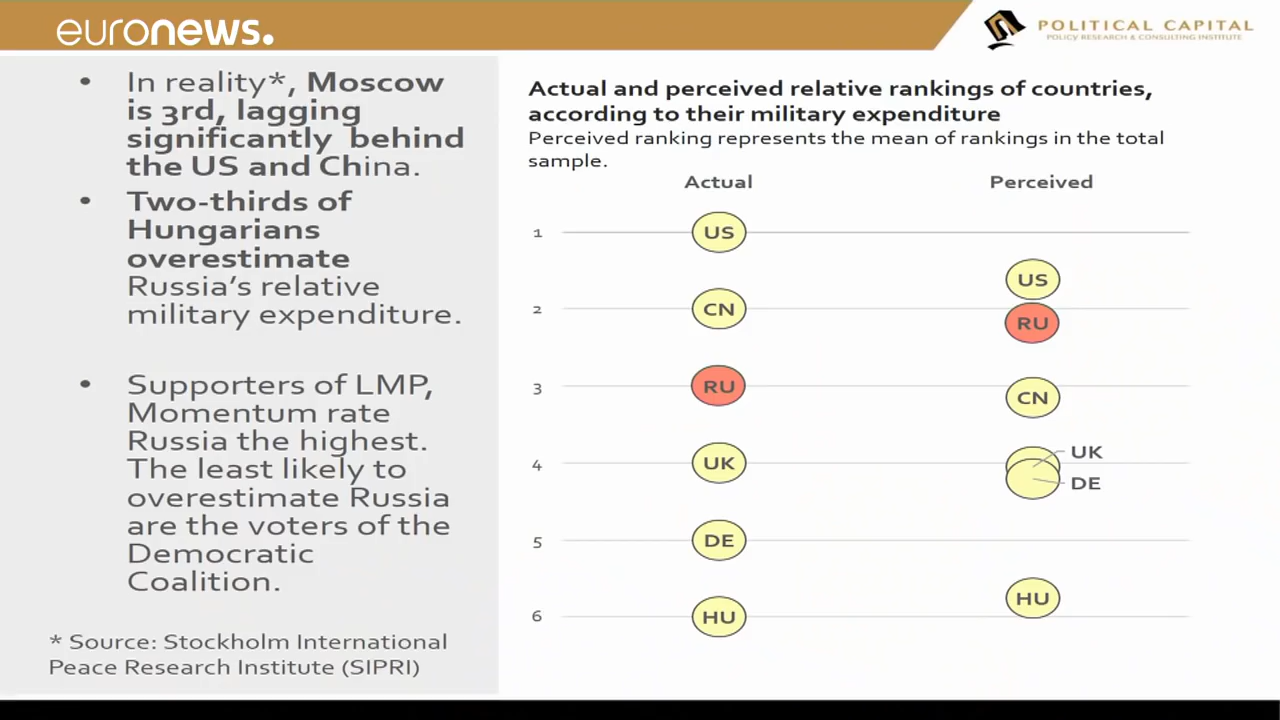 euronews.
POLITICAL CAPITAL
POLICY RESEARCH & CONSULTING INSTITUTE
• In reality*, Moscow
is 3rd, lagging
significantly behind
the US and China.
• Two-thirds of
Hungarians
overestimate
Russia's relative
military expenditure.
• Supporters of LMP,
Momentum rate
Russia the highest.
The least likely to
overestimate Russia
are the voters of the
Democratic
Coalition.
* Source: Stockholm International
Peace Research Institute (SIPRI)
Actual and perceived relative rankings of countries,
according to their military expenditure
Perceived ranking represents the mean of rankings in the total
sample.
Actual Perceived
1 US
US
2 CN
RU
3 RU
CN
4 UK
UK
DE
5 DE
HU
6 HU